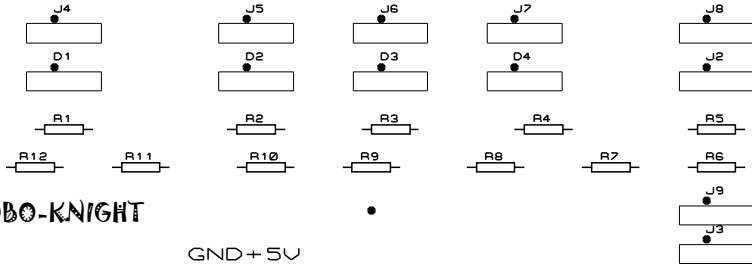 J4 J5 J6 J7 J8
D1 D2 D3 D4 J2
R1 R2 R3 R4 R5
R12 R11 R10 R9 R8 R7 R6
J9
OBO-KNIGHT
J3
GND+5V